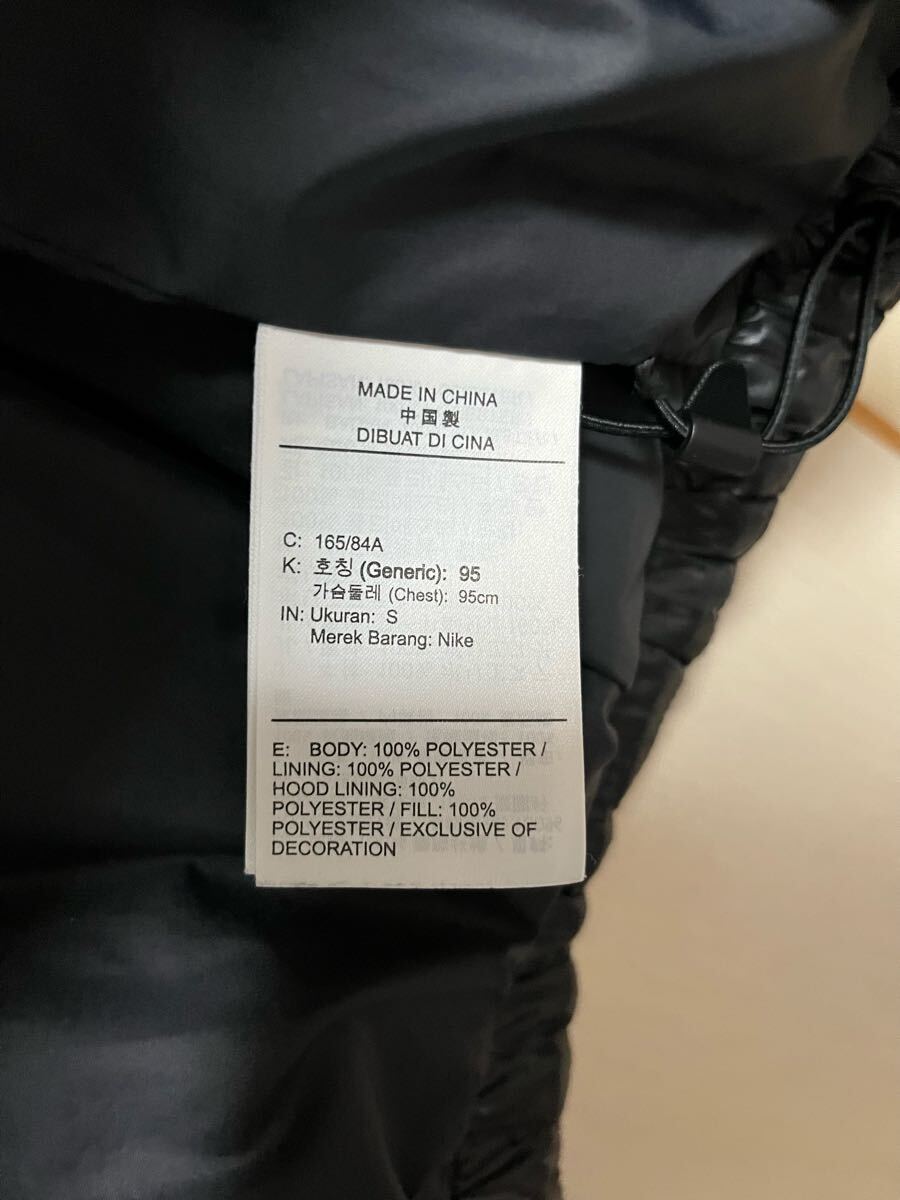 MADE IN CHINA
中国製
DIBUAT DI CINA
C: 165/84A
K: 호칭 (Generic): 95
가슴둘레 (Chest): 95cm
IN: Ukuran: S
Merek Barang: Nike
E: BODY: 100% POLYESTER /
LINING: 100% POLYESTER /
HOOD LINING: 100%
POLYESTER / FILL: 100%
POLYESTER / EXCLUSIVE OF
DECORATION